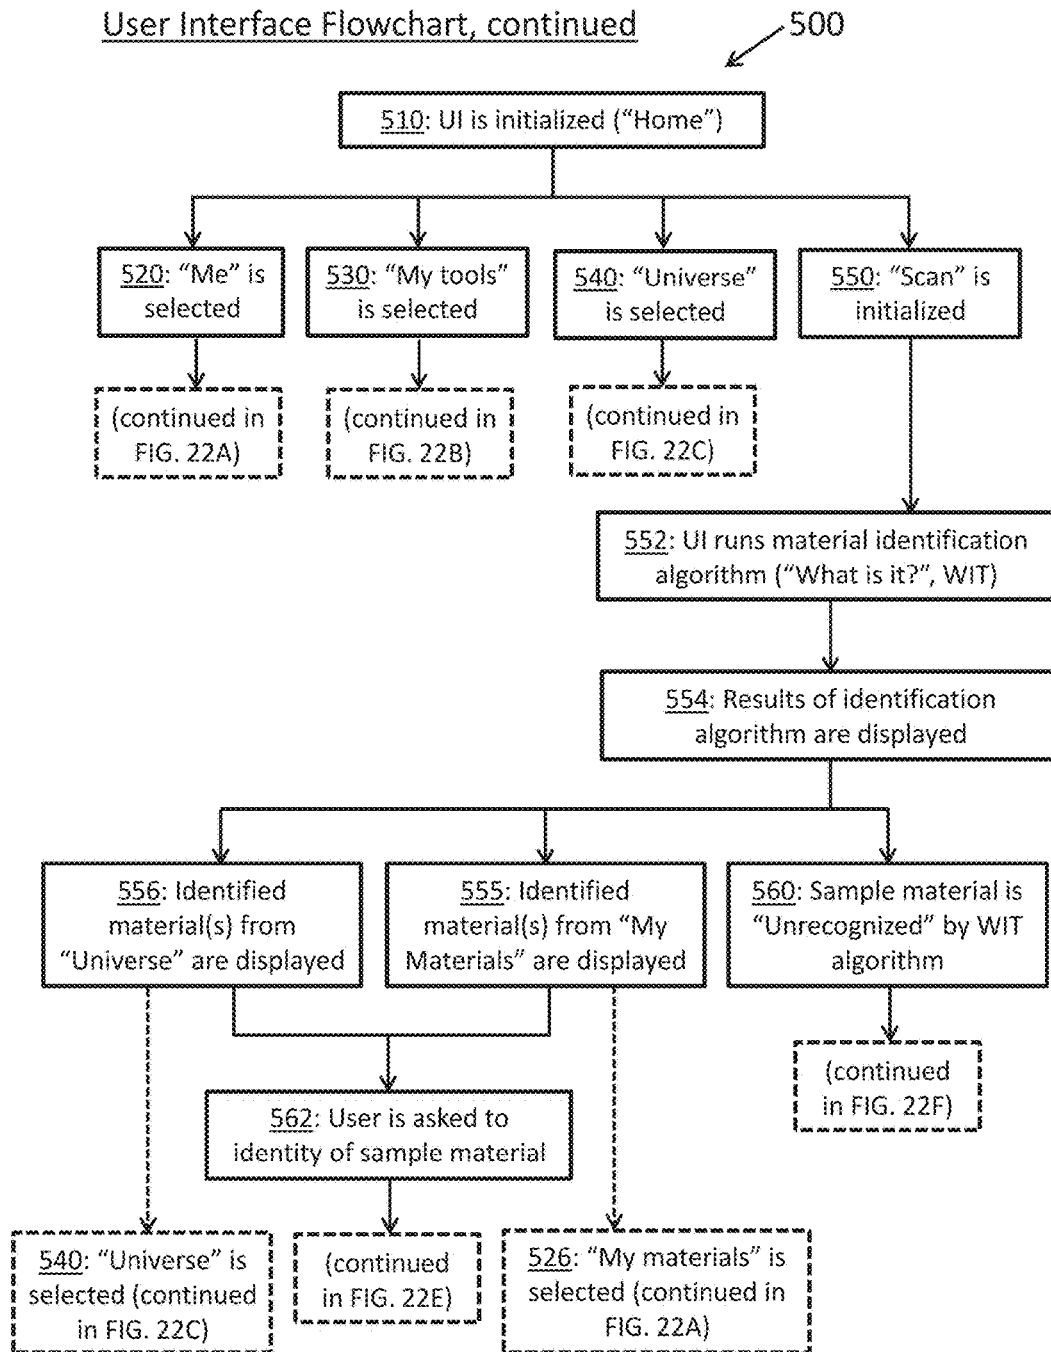 User Interface Flowchart, continued
500
510: UI is initialized (“Home”)
520: “Me” is
selected
530: “My tools”
is selected
540: “Universe”
is selected
550: “Scan” is
initialized
(continued in
FIG. 22A)
(continued in
FIG. 22B)
(continued in
FIG. 22C)
552: UI runs material identification
algorithm (“What is it?”, WIT)
554: Results of identification
algorithm are displayed
556: Identified
material(s) from
“Universe” are displayed
555: Identified
material(s) from “My
Materials” are displayed
560: Sample material is
“Unrecognized” by WIT
algorithm
(continued
in FIG. 22F)
562: User is asked to
identity of sample material
540: “Universe” is
selected (continued
in FIG. 22C)
(continued
in FIG. 22E)
526: “My materials” is
selected (continued in
FIG. 22A)